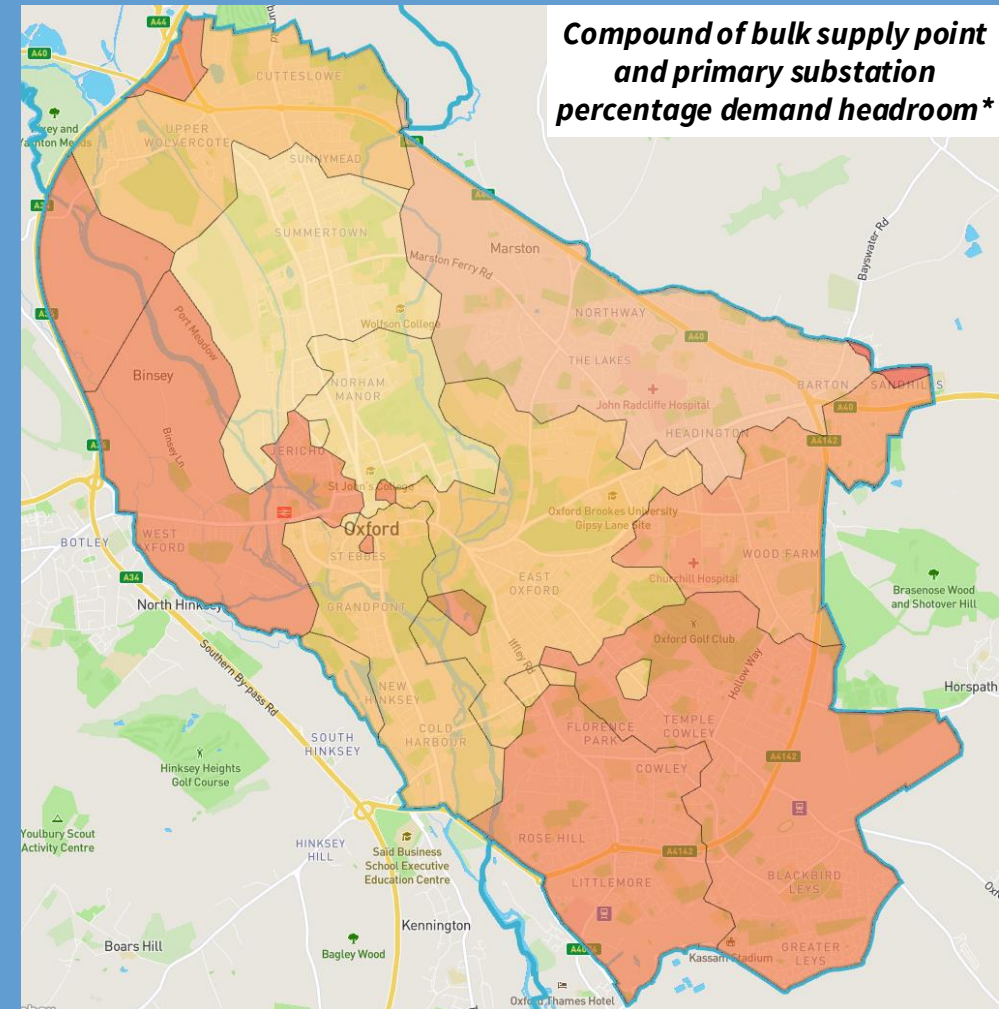 Compound of bulk supply point
and primary substation
percentage demand headroom*
A44
A40
CUTTESLOWE
UPPER
WOLVERCOTE
SUNNYMEAD
A34
SUMMERTOWN
Marston
Marston Ferry Rd
Bayswater Rd
NORTHWAY
Wolfson College
Port Meadow
A40
THE LAKES
Binsey
NORHAM
MANOR
BARTON
SANDHILLS
John Radcliffe Hospital
A40
HEADINGTON
Binsey Ln
JERICHO
A4142
St John's College
Oxford Brookes University
Gipsy Lane Site
WEST
OXFORD
Oxford
BOTLEY
ST EBBES
WOOD FARM
A34
EAST
OXFORD
Churchill Hospital
Brasenose Wood
and Shotover Hill
North Hinksey
GRANDPONT
Oxford Golf Club
Iffley Rd
Hollow Way
Southern By-pass Rd
NEW
HINKSEY
Horspath
FLORENCE
PARK
TEMPLE
COWLEY
SOUTH
HINKSEY
COLD
HARBOUR
COWLEY
A4142
Hinksey Heights
Golf Course
Youlbury Scout
Activity Centre
HINKSEY
HILL
Said Business
School Executive
Education Centre
ROSE HILL
A4142
LITTLEMORE
BLACKBIRD
LEYS
Kennington
Boars Hill
Bagley Wood
Kassam Stadium
GREATER
LEYS
Oxford Thames Hotel